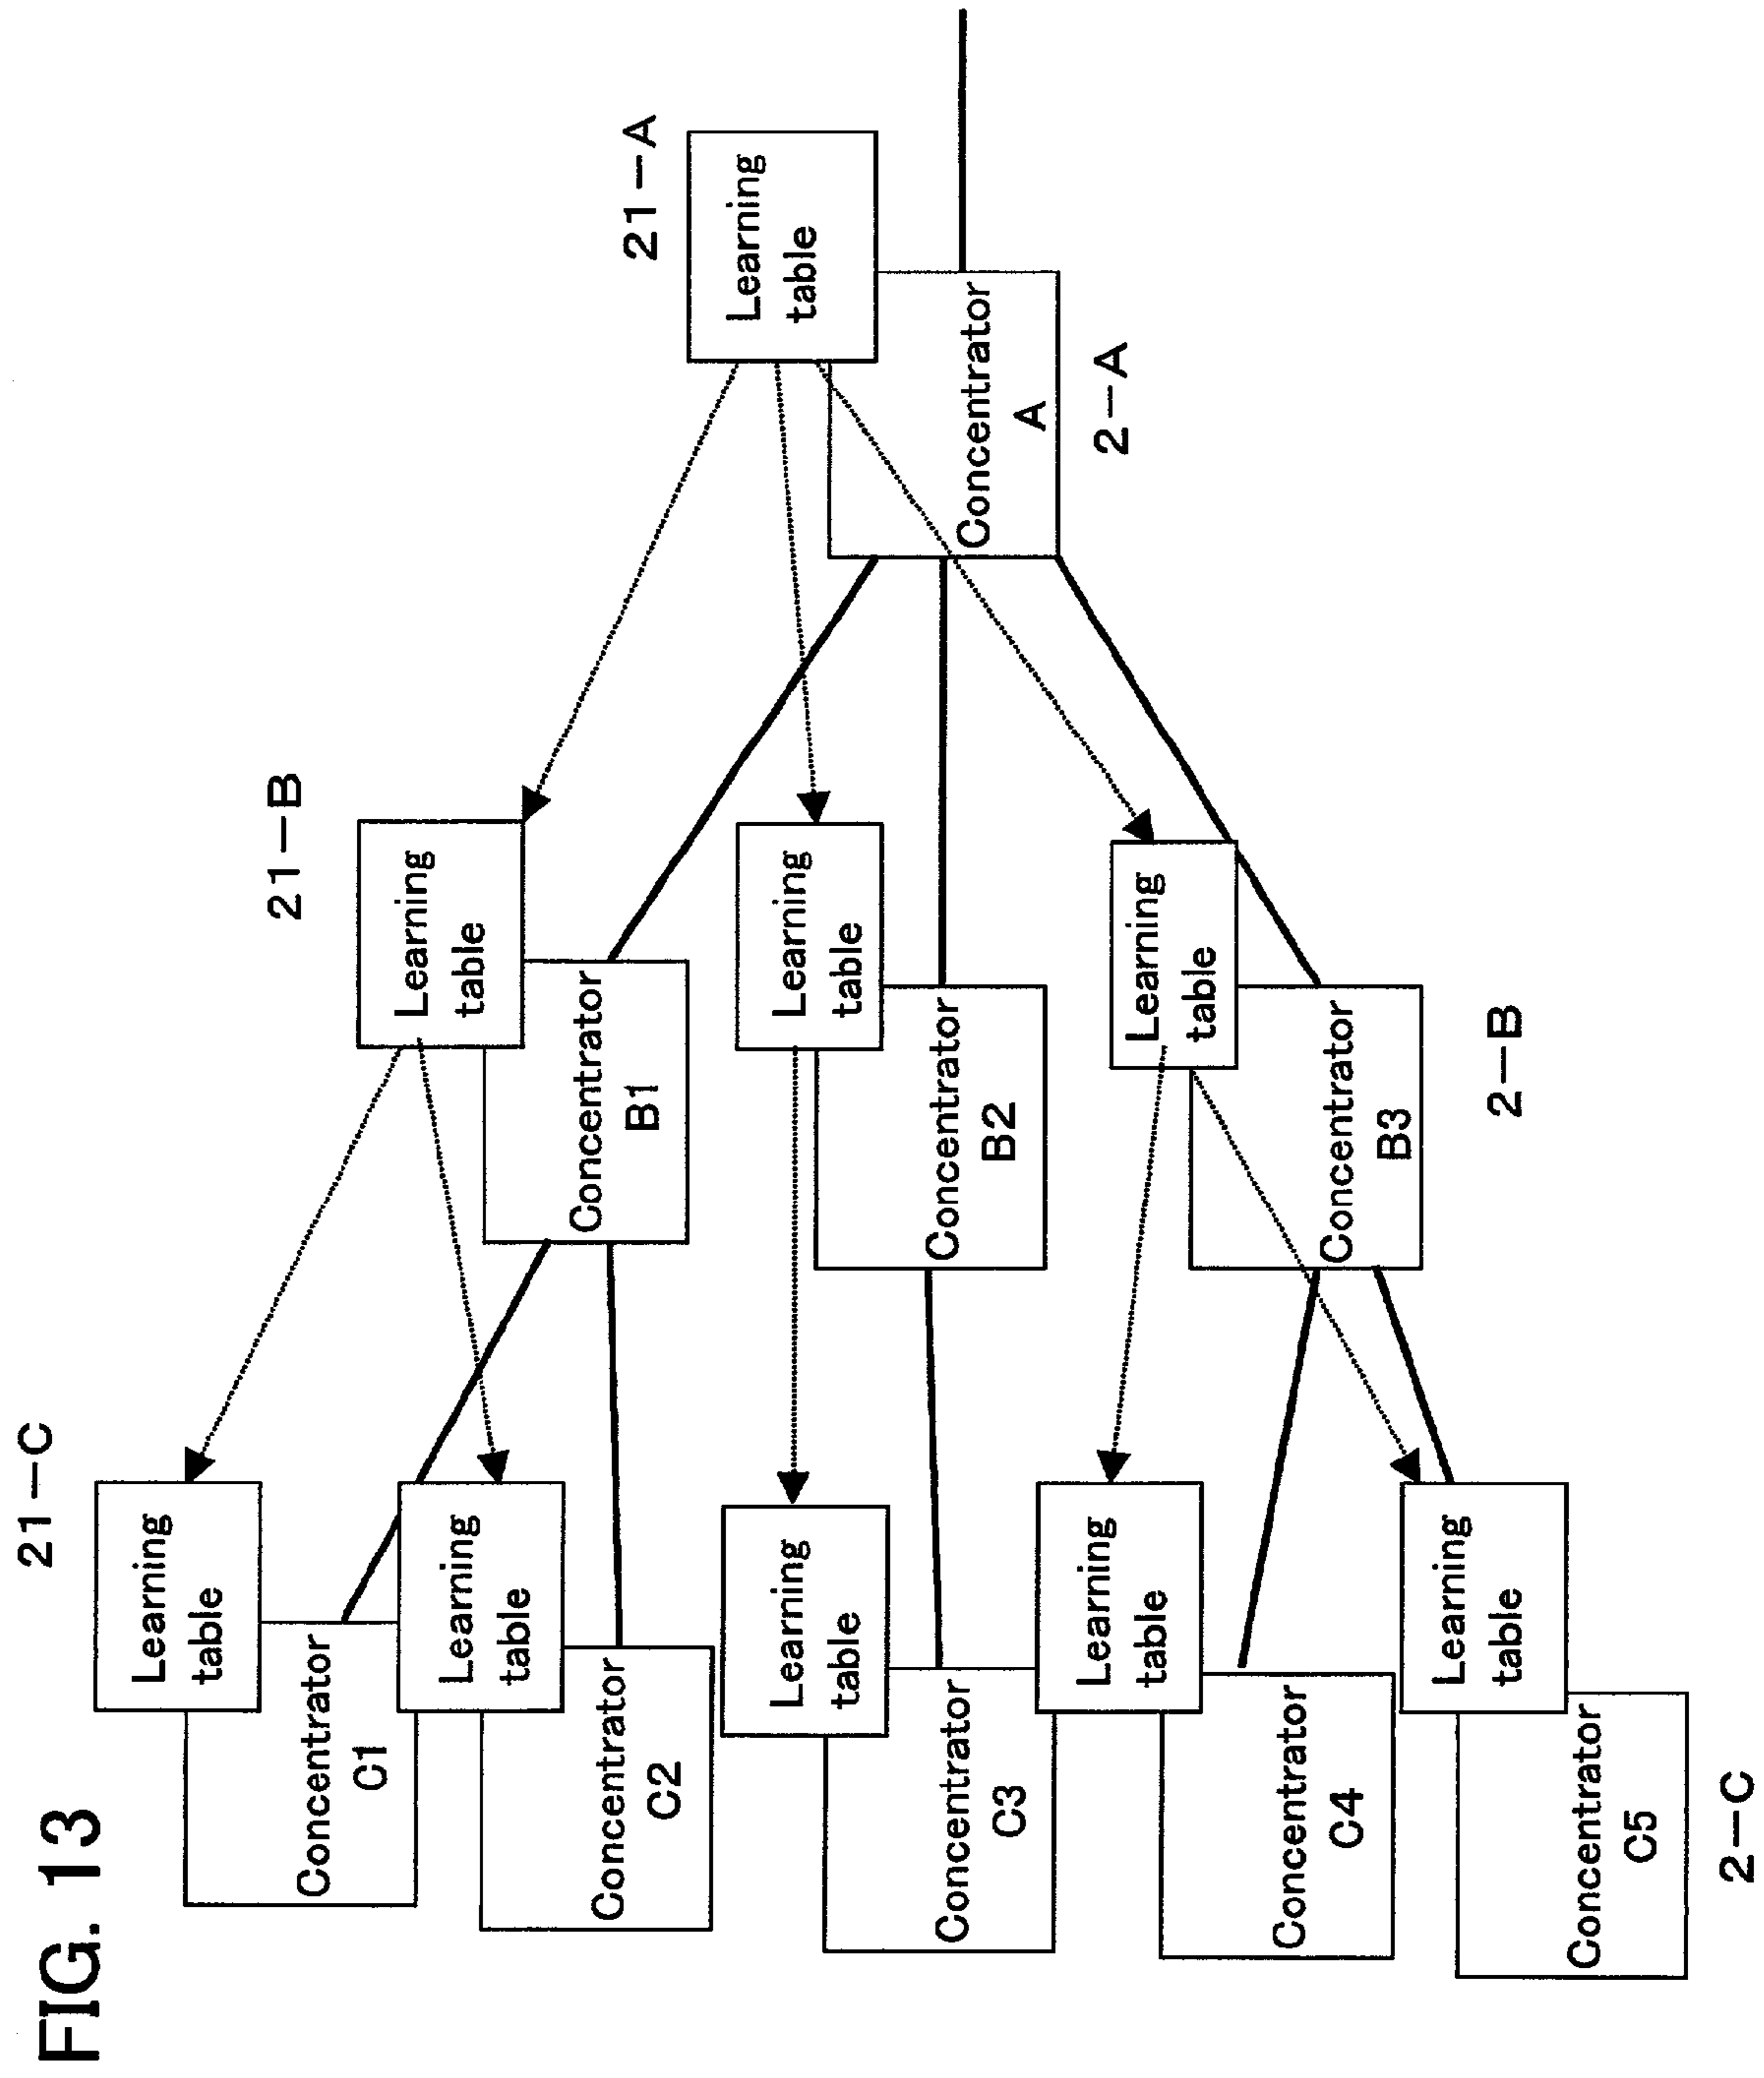 FIG. 13
21-C
Learning
table
Concentrator
C1
Learning
table
Concentrator
C2
Learning
table
Concentrator
C3
Learning
table
Concentrator
C4
Learning
table
Concentrator
C5
2-C
21-B
Learning
table
Concentrator
B1
Learning
table
Concentrator
B2
Learning
table
Concentrator
B3
2-B
21-A
Learning
table
Concentrator
A
2-A